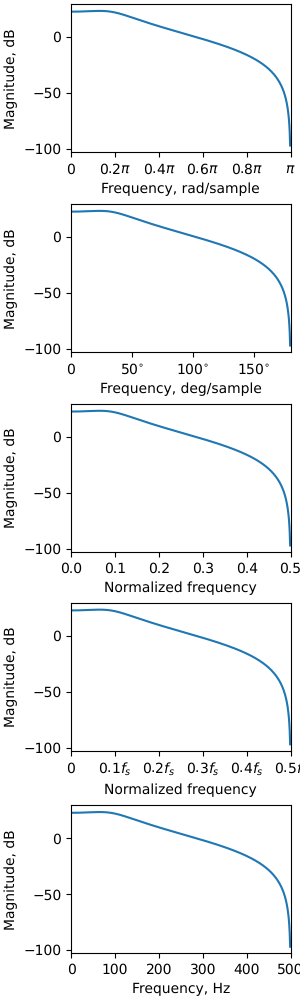 Magnitude, dB
0
−50
−100
0 0.2π 0.4π 0.6π 0.8π π
Frequency, rad/sample
Magnitude, dB
0
−50
−100
0 50° 100° 150°
Frequency, deg/sample
Magnitude, dB
0
−50
−100
0.0 0.1 0.2 0.3 0.4 0.5
Normalized frequency
Magnitude, dB
0
−50
−100
0 0.1fₛ 0.2fₛ 0.3fₛ 0.4fₛ 0.5f
Normalized frequency
Magnitude, dB
0
−50
−100
0 100 200 300 400 500
Frequency, Hz